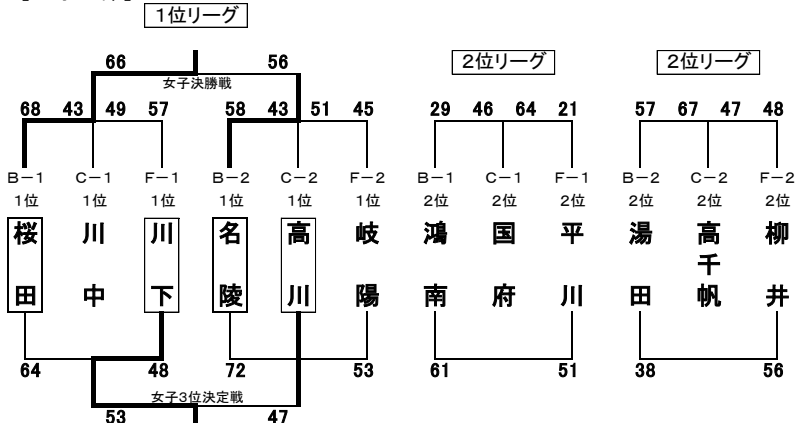 1位リーグ
66 56
女子決勝戦
2位リーグ 2位リーグ
68 43 49 57 58 43 51 45 29 46 64 21 57 67 47 48
B-1 C-1 F-1 B-2 C-2 F-2 B-1 C-1 F-1 B-2 C-2 F-2
1位 1位 1位 1位 1位 1位 2位 2位 2位 2位 2位 2位
桜田 川中 川下 名陵 高川 岐陽 鴻南 国府 平川 湯田 高千帆 柳井
64 48 72 53 61 51 38 56
女子3位決定戦
53 47